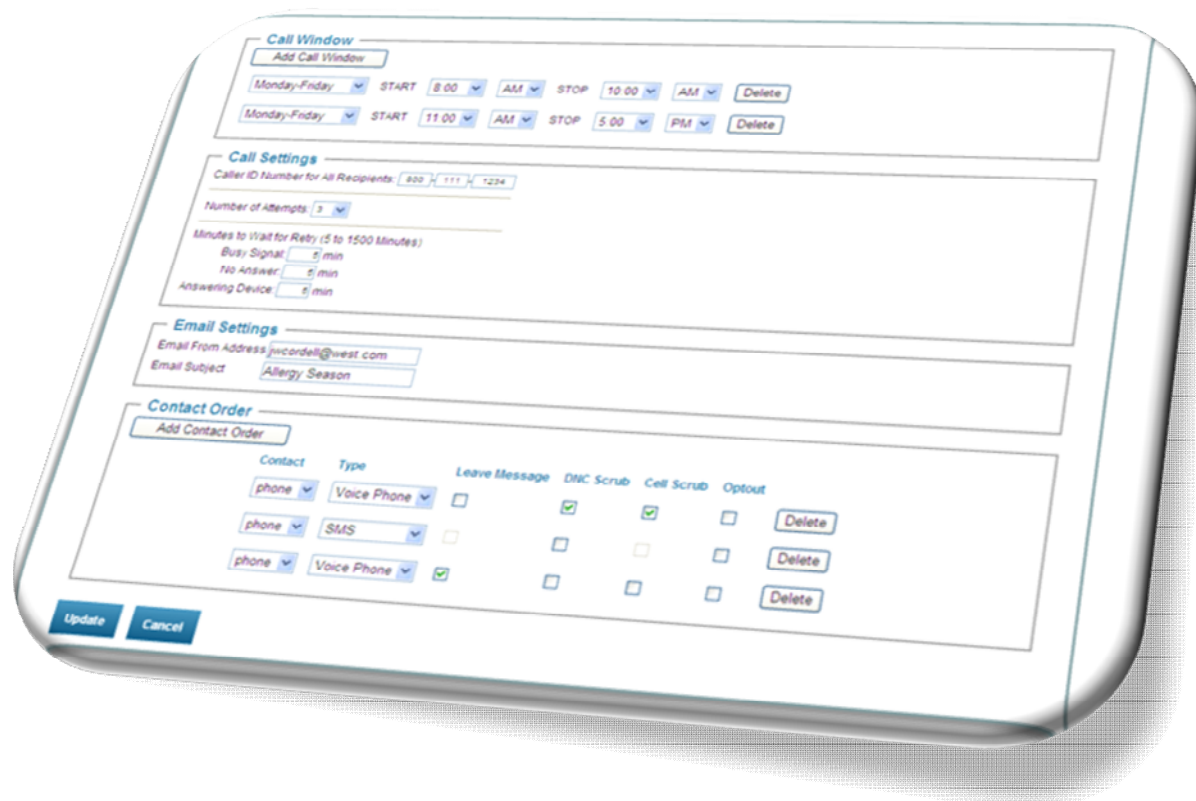 Call Window
Add Call Window
Monday-Friday START 8:00 AM STOP 10:00 AM Delete
Monday-Friday START 11:00 AM STOP 5:00 PM Delete
Call Settings
Caller ID Number for All Recipients: 800 - 111 - 1234
Number of Attempts: 3
Minutes to Wait for Retry (5 to 1500 Minutes)
Busy Signal: min
No Answer: min
Answering Device: min
Email Settings
Email From Address jwcordell@west.com
Email Subject Allergy Season
Contact Order
Add Contact Order
Contact Type Leave Message DNC Scrub Cell Scrub Optout
phone Voice Phone Delete
phone SMS Delete
phone Voice Phone Delete
Update Cancel